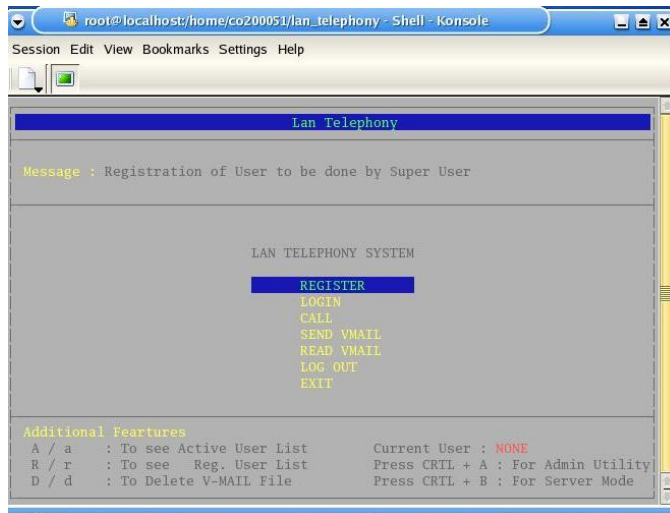 root@localhost:/home/co200051/lan_telephony - Shell - Konsole
Session Edit View Bookmarks Settings Help
Lan Telephony
Message : Registration of User to be done by Super User
LAN TELEPHONY SYSTEM
REGISTER
LOGIN
CALL
SEND VMAIL
READ VMAIL
LOG OUT
EXIT
Additional Feartures
A / a : To see Active User List Current User : NONE
R / r : To see Reg. User List Press CRTL + A : For Admin Utility
D / d : To Delete V-MAIL File Press CRTL + B : For Server Mode